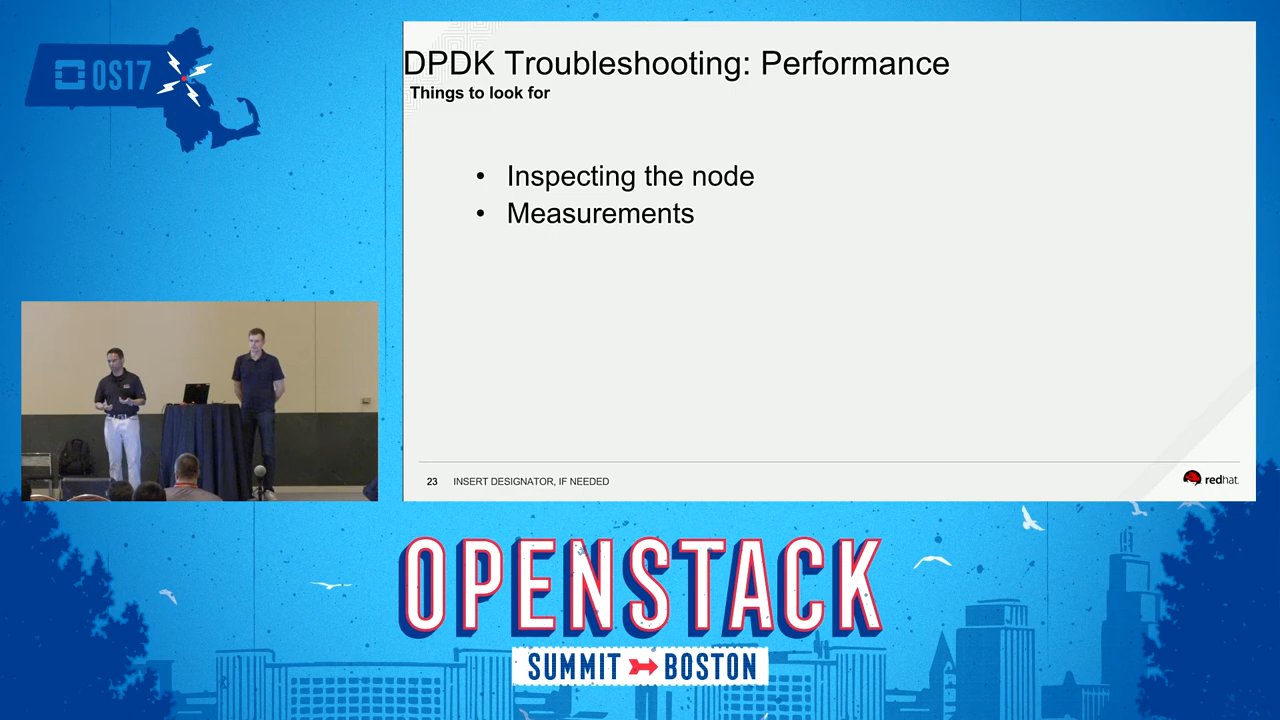 OS17
DPDK Troubleshooting: Performance
Things to look for
• Inspecting the node
• Measurements
23 INSERT DESIGNATOR, IF NEEDED
redhat.
OPENSTACK
SUMMIT BOSTON